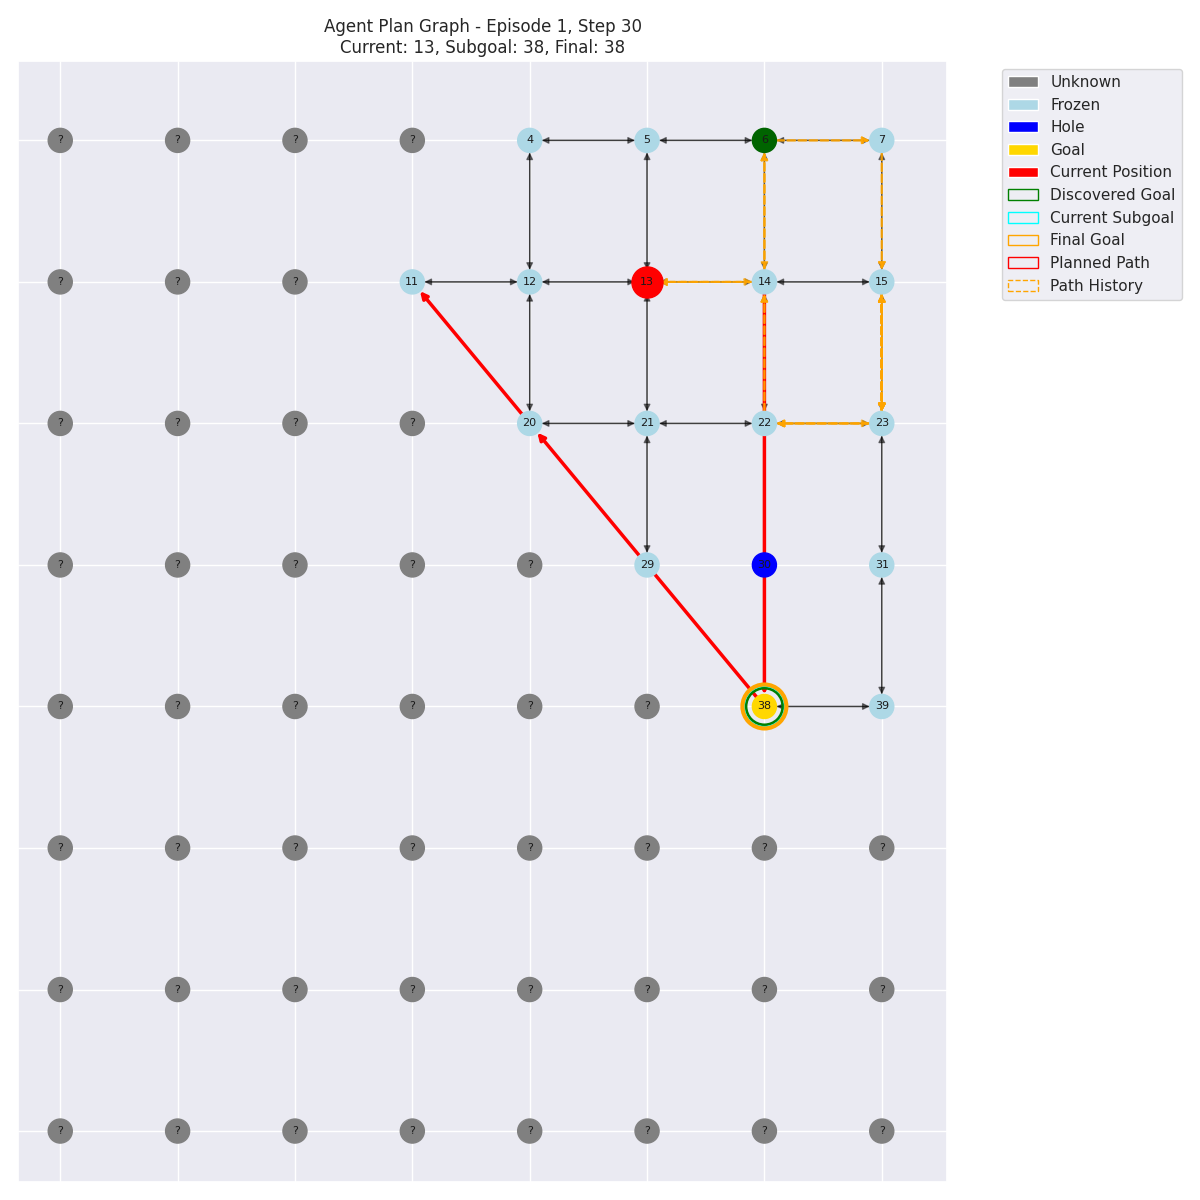 Agent Plan Graph - Episode 1, Step 30
Current: 13, Subgoal: 38, Final: 38
Unknown
Frozen
Hole
Goal
Current Position
Discovered Goal
Current Subgoal
Final Goal
Planned Path
Path History
? ? ? ? 4 5 6 7
? ? ? 11 12 13 14 15
? ? ? ? 20 21 22 23
? ? ? ? ? 29 31
? ? ? ? ? ? 38 39
? ? ? ? ? ? ? ?
? ? ? ? ? ? ? ?
? ? ? ? ? ? ? ?